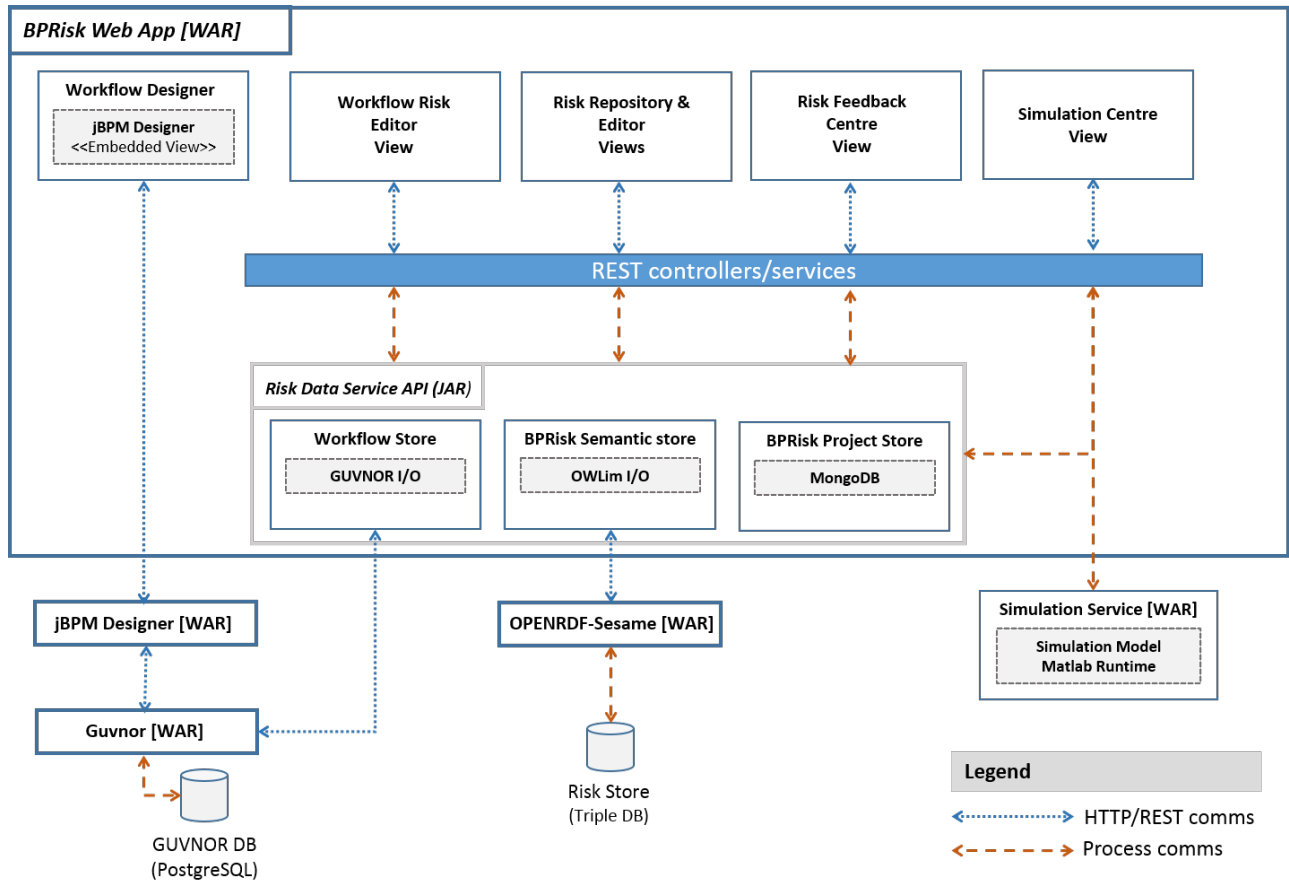 BPRisk Web App [WAR]
Workflow Designer
jBPM Designer
<<Embedded View>>
Workflow Risk
Editor
View
Risk Repository &
Editor
Views
Risk Feedback
Centre
View
Simulation Centre
View
REST controllers/services
Risk Data Service API (JAR)
Workflow Store
GUVNOR I/O
BPRisk Semantic store
OWLim I/O
BPRisk Project Store
MongoDB
jBPM Designer [WAR]
OPENRDF-Sesame [WAR]
Simulation Service [WAR]
Simulation Model
Matlab Runtime
Guvnor [WAR]
GUVNOR DB
(PostgreSQL)
Risk Store
(Triple DB)
Legend
HTTP/REST comms
Process comms